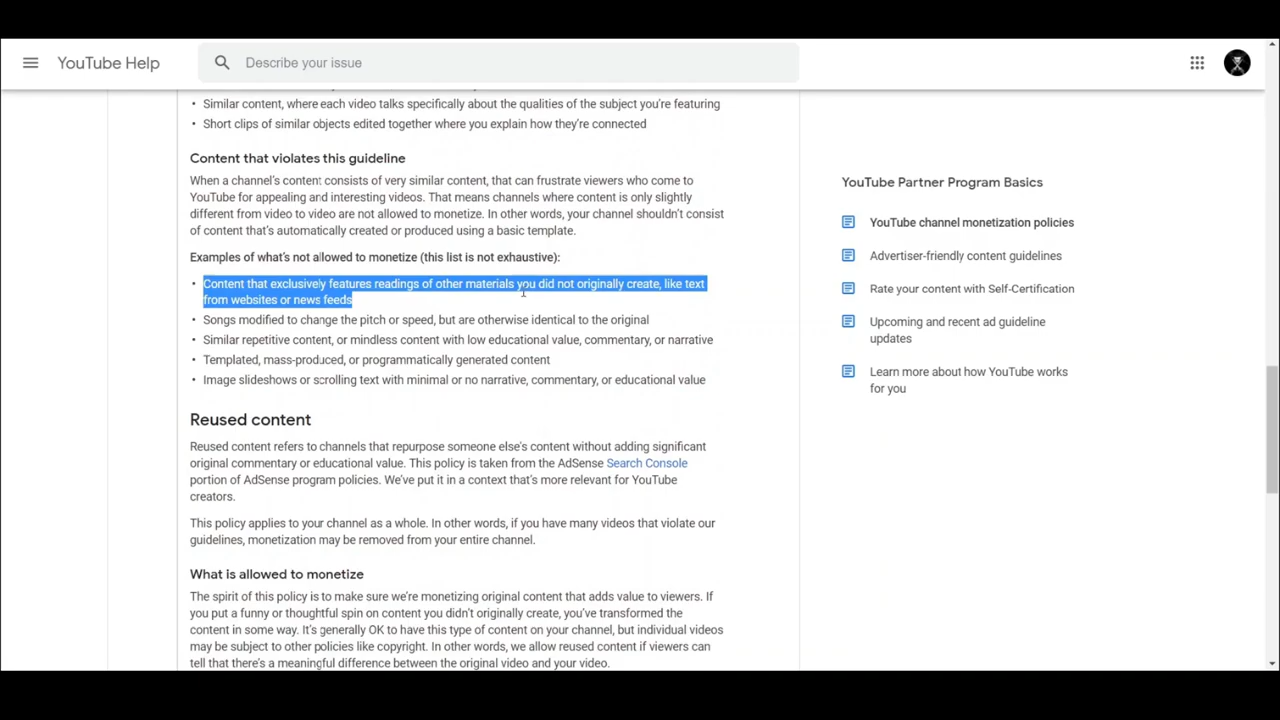 YouTube Help
Describe your issue
• Similar content, where each video talks specifically about the qualities of the subject you're featuring
• Short clips of similar objects edited together where you explain how they're connected
Content that violates this guideline
When a channel's content consists of very similar content, that can frustrate viewers who come to
YouTube for appealing and interesting videos. That means channels where content is only slightly
different from video to video are not allowed to monetize. In other words, your channel shouldn't consist
of content that's automatically created or produced using a basic template.
Examples of what's not allowed to monetize (this list is not exhaustive):
• Content that exclusively features readings of other materials you did not originally create, like text
from websites or news feeds
• Songs modified to change the pitch or speed, but are otherwise identical to the original
• Similar repetitive content, or mindless content with low educational value, commentary, or narrative
• Templated, mass-produced, or programmatically generated content
• Image slideshows or scrolling text with minimal or no narrative, commentary, or educational value
Reused content
Reused content refers to channels that repurpose someone else's content without adding significant
original commentary or educational value. This policy is taken from the AdSense Search Console
portion of AdSense program policies. We've put it in a context that's more relevant for YouTube
creators.
This policy applies to your channel as a whole. In other words, if you have many videos that violate our
guidelines, monetization may be removed from your entire channel.
What is allowed to monetize
The spirit of this policy is to make sure we're monetizing original content that adds value to viewers. If
you put a funny or thoughtful spin on content you didn't originally create, you've transformed the
content in some way. It's generally OK to have this type of content on your channel, but individual videos
may be subject to other policies like copyright. In other words, we allow reused content if viewers can
tell that there's a meaningful difference between the original video and your video.
YouTube Partner Program Basics
YouTube channel monetization policies
Advertiser-friendly content guidelines
Rate your content with Self-Certification
Upcoming and recent ad guideline
updates
Learn more about how YouTube works
for you